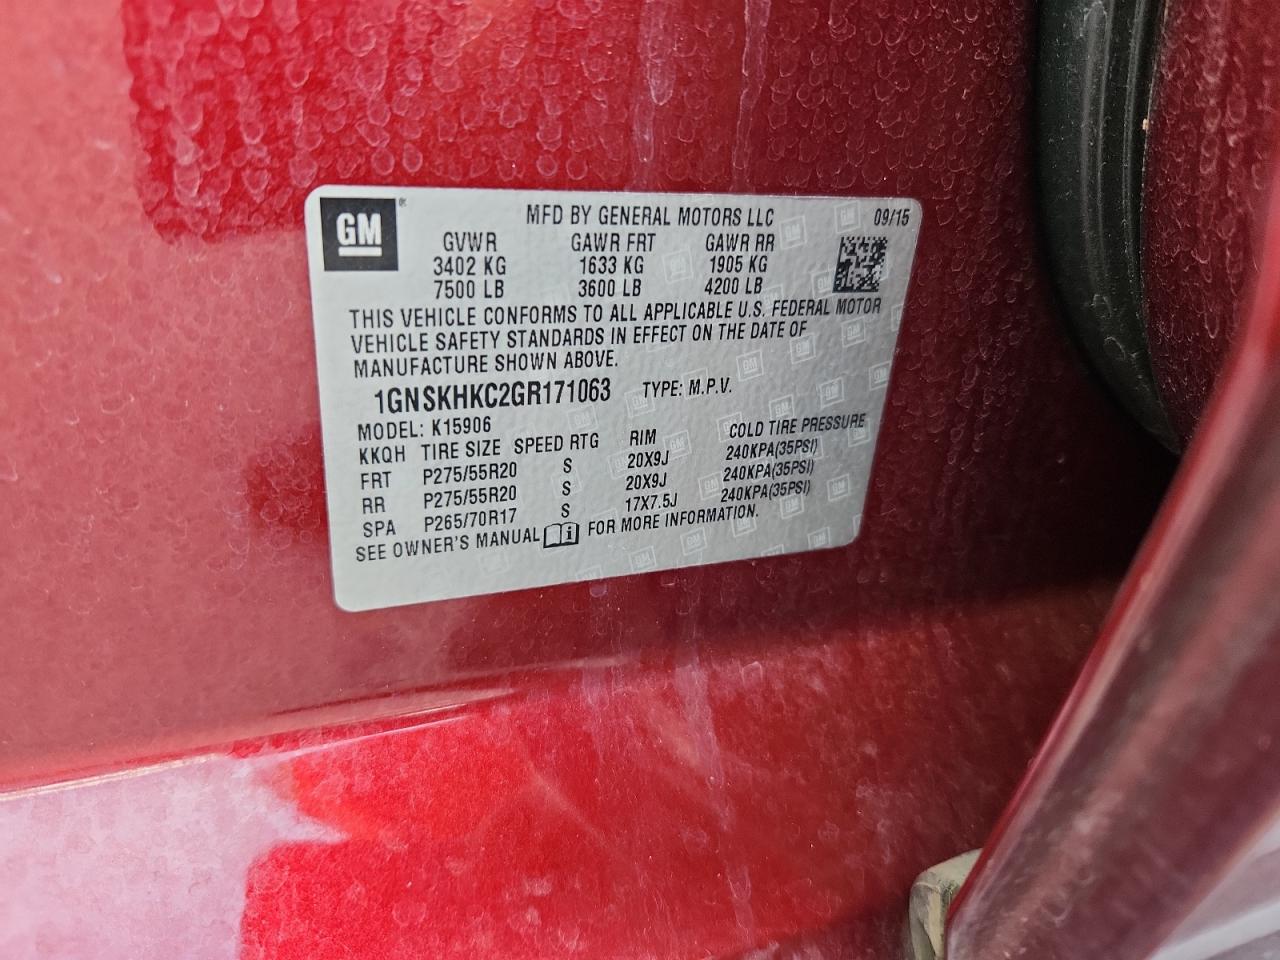 GM ®
MFD BY GENERAL MOTORS LLC 09/15
GVWR GAWR FRT GAWR RR
3402 KG 1633 KG 1905 KG
7500 LB 3600 LB 4200 LB
THIS VEHICLE CONFORMS TO ALL APPLICABLE U.S. FEDERAL MOTOR
VEHICLE SAFETY STANDARDS IN EFFECT ON THE DATE OF
MANUFACTURE SHOWN ABOVE.
1GNSKHKC2GR171063 TYPE: M.P.V.
MODEL: K15906
KKQH TIRE SIZE SPEED RTG RIM COLD TIRE PRESSURE
FRT P275/55R20 S 20X9J 240KPA(35PSI)
RR P275/55R20 S 20X9J 240KPA(35PSI)
SPA P265/70R17 S 17X7.5J 240KPA(35PSI)
SEE OWNER'S MANUAL i FOR MORE INFORMATION.